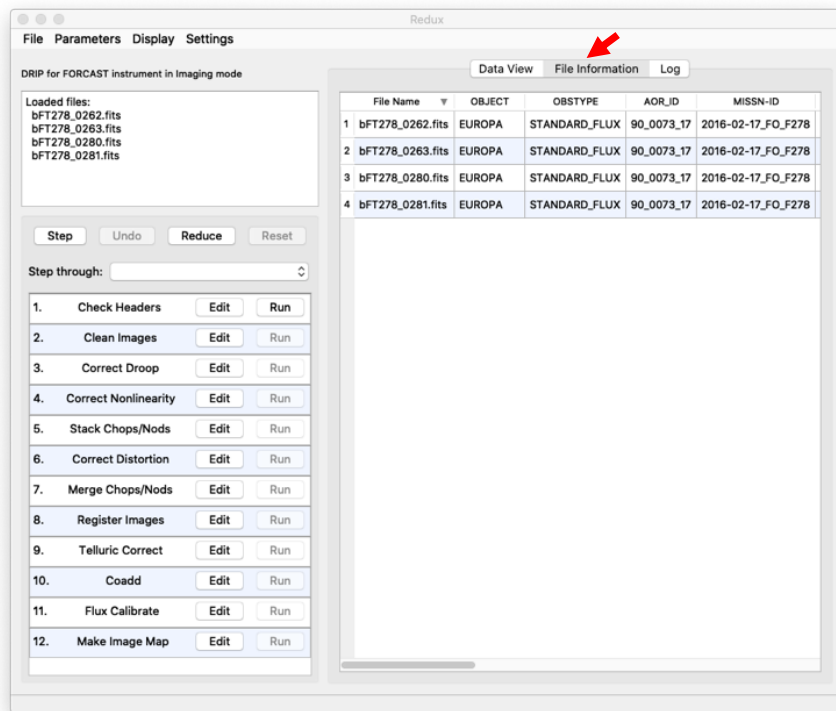 Redux
File Parameters Display Settings
DRIP for FORCAST instrument in Imaging mode
Loaded files:
bFT278_0262.fits
bFT278_0263.fits
bFT278_0280.fits
bFT278_0281.fits
Step Undo Reduce Reset
Step through:
1. Check Headers Edit Run
2. Clean Images Edit Run
3. Correct Droop Edit Run
4. Correct Nonlinearity Edit Run
5. Stack Chops/Nods Edit Run
6. Correct Distortion Edit Run
7. Merge Chops/Nods Edit Run
8. Register Images Edit Run
9. Telluric Correct Edit Run
10. Coadd Edit Run
11. Flux Calibrate Edit Run
12. Make Image Map Edit Run
Data View File Information Log
File Name OBJECT OBSTYPE AOR_ID MISSN-ID
1 bFT278_0262.fits EUROPA STANDARD_FLUX 90_0073_17 2016-02-17_FO_F278
2 bFT278_0263.fits EUROPA STANDARD_FLUX 90_0073_17 2016-02-17_FO_F278
3 bFT278_0280.fits EUROPA STANDARD_FLUX 90_0073_17 2016-02-17_FO_F278
4 bFT278_0281.fits EUROPA STANDARD_FLUX 90_0073_17 2016-02-17_FO_F278